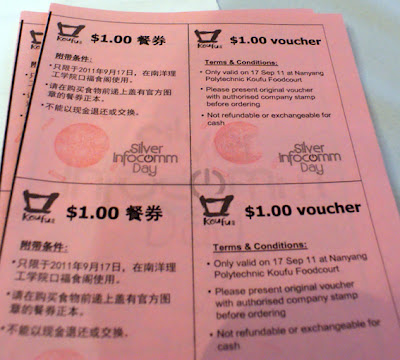 Koufu
$1.00 餐券
附带条件:
•只限于2011年9月17日，在南洋理
工学院口福食阁使用。
•请在购买食物前递上盖有官方图
章的餐券正本。
•不能以现金退还或交换。
Silver
Infocomm
Day
Koufu
$1.00 voucher
Terms & Conditions:
• Only valid on 17 Sep 11 at Nanyang
Polytechnic Koufu Foodcourt
• Please present original voucher
with authorised company stamp
before ordering
• Not refundable or exchangeable for
cash
Silver
Infocomm
Day
Silver
Infocomm
Day
Koufu
$1.00 餐券
附带条件:
•只限于2011年9月17日，在南洋理
工学院口福食阁使用。
•请在购买食物前递上盖有官方图
章的餐券正本。
•不能以现金退还或交换。
Koufu
$1.00 voucher
Terms & Conditions:
• Only valid on 17 Sep 11 at Nanyang
Polytechnic Koufu Foodcourt
• Please present original voucher
with authorised company stamp
before ordering
• Not refundable or exchangeable for
cash